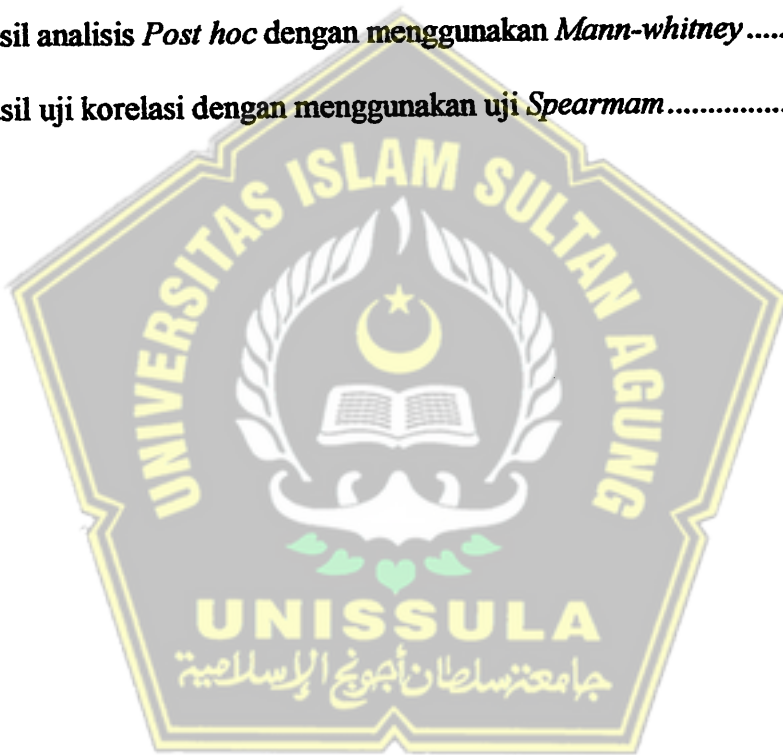 sil analisis Post hoc dengan menggunakan Mann-whitney.....
sil uji korelasi dengan menggunakan uji Spearmam...............
UNIVERSITAS ISLAM SULTAN AGUNG
UNISSULA
جامعة سلطان أجونج الإسلامية